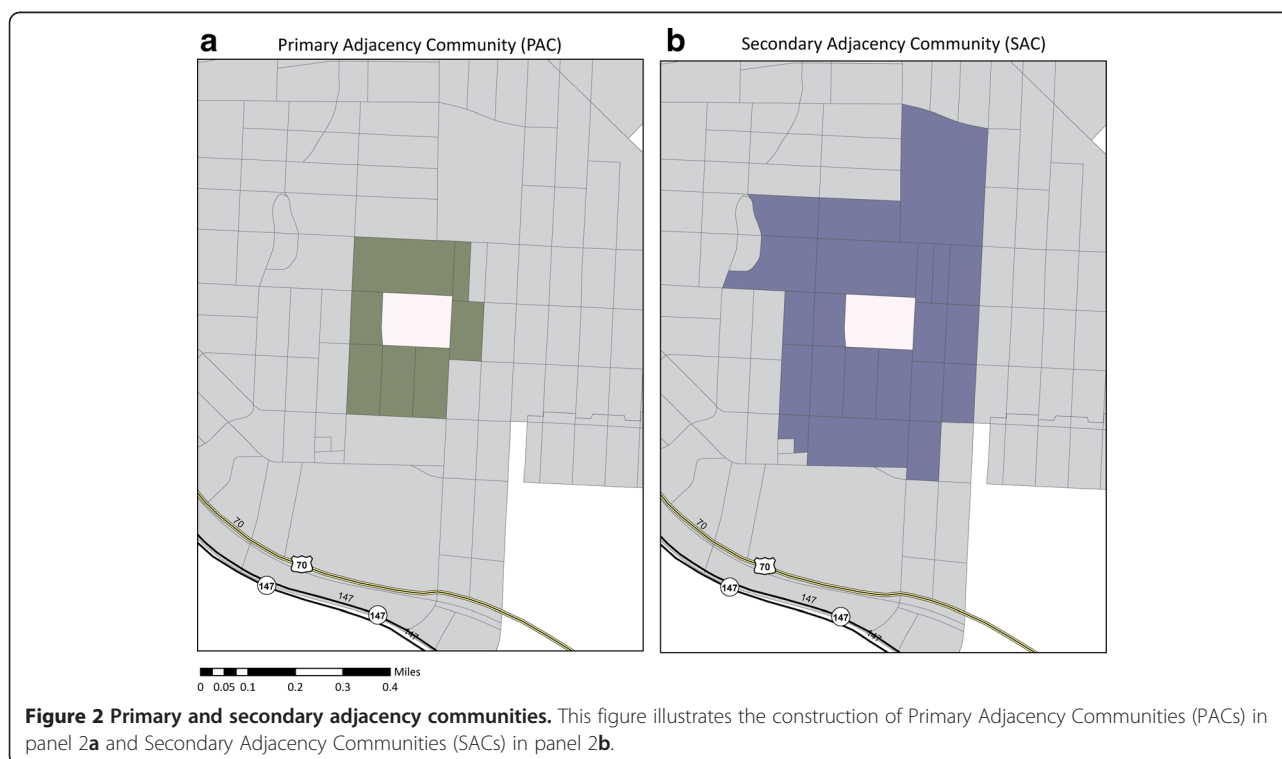 a Primary Adjacency Community (PAC)
b Secondary Adjacency Community (SAC)
70
70
147
147
147
147
70
70
147
147
147
147
Miles
0 0.05 0.1 0.2 0.3 0.4
Figure 2 Primary and secondary adjacency communities. This figure illustrates the construction of Primary Adjacency Communities (PACs) in
panel 2a and Secondary Adjacency Communities (SACs) in panel 2b.